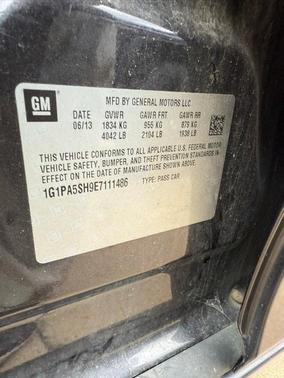 GM
MFD BY GENERAL MOTORS LLC
DATE GVWR GAWR FRT GAWR RR
06/13 1834 KG 955 KG 879 KG
4042 LB 2104 LB 1938 LB
THIS VEHICLE CONFORMS TO ALL APPLICABLE U.S. FEDERAL MOTOR
VEHICLE SAFETY, BUMPER, AND THEFT PREVENTION STANDARDS IN
EFFECT ON THE DATE OF MANUFACTURE SHOWN ABOVE.
1G1PA5SH9E7111486 TYPE: PASS CAR